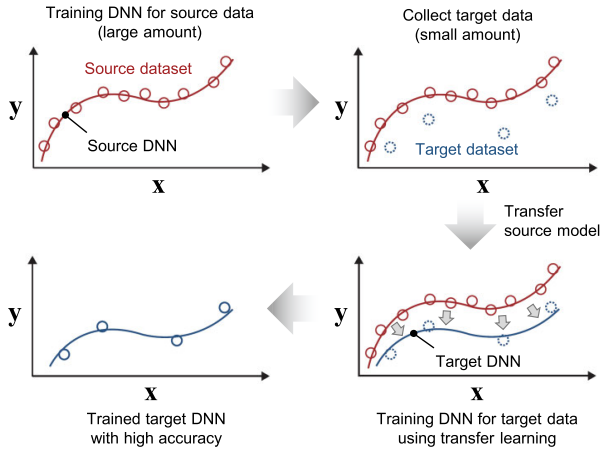 Training DNN for source data
(large amount)
Source dataset
y
Source DNN
x
Collect target data
(small amount)
y
Target dataset
x
Transfer
source model
y
Target DNN
x
Training DNN for target data
using transfer learning
y
x
Trained target DNN
with high accuracy